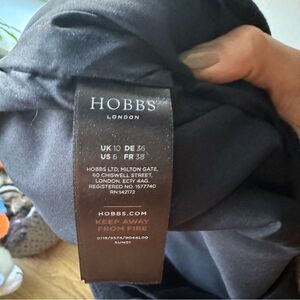 HOBBS
LONDON
UK 10 DE 36
US 6 FR 38
HOBBS LTD, MILTON GATE,
60 CHISWELL STREET,
LONDON, EC1Y 4AG.
REGISTERED NO. 1577740
RN:142172
HOBBS.COM
KEEP AWAY
FROM FIRE